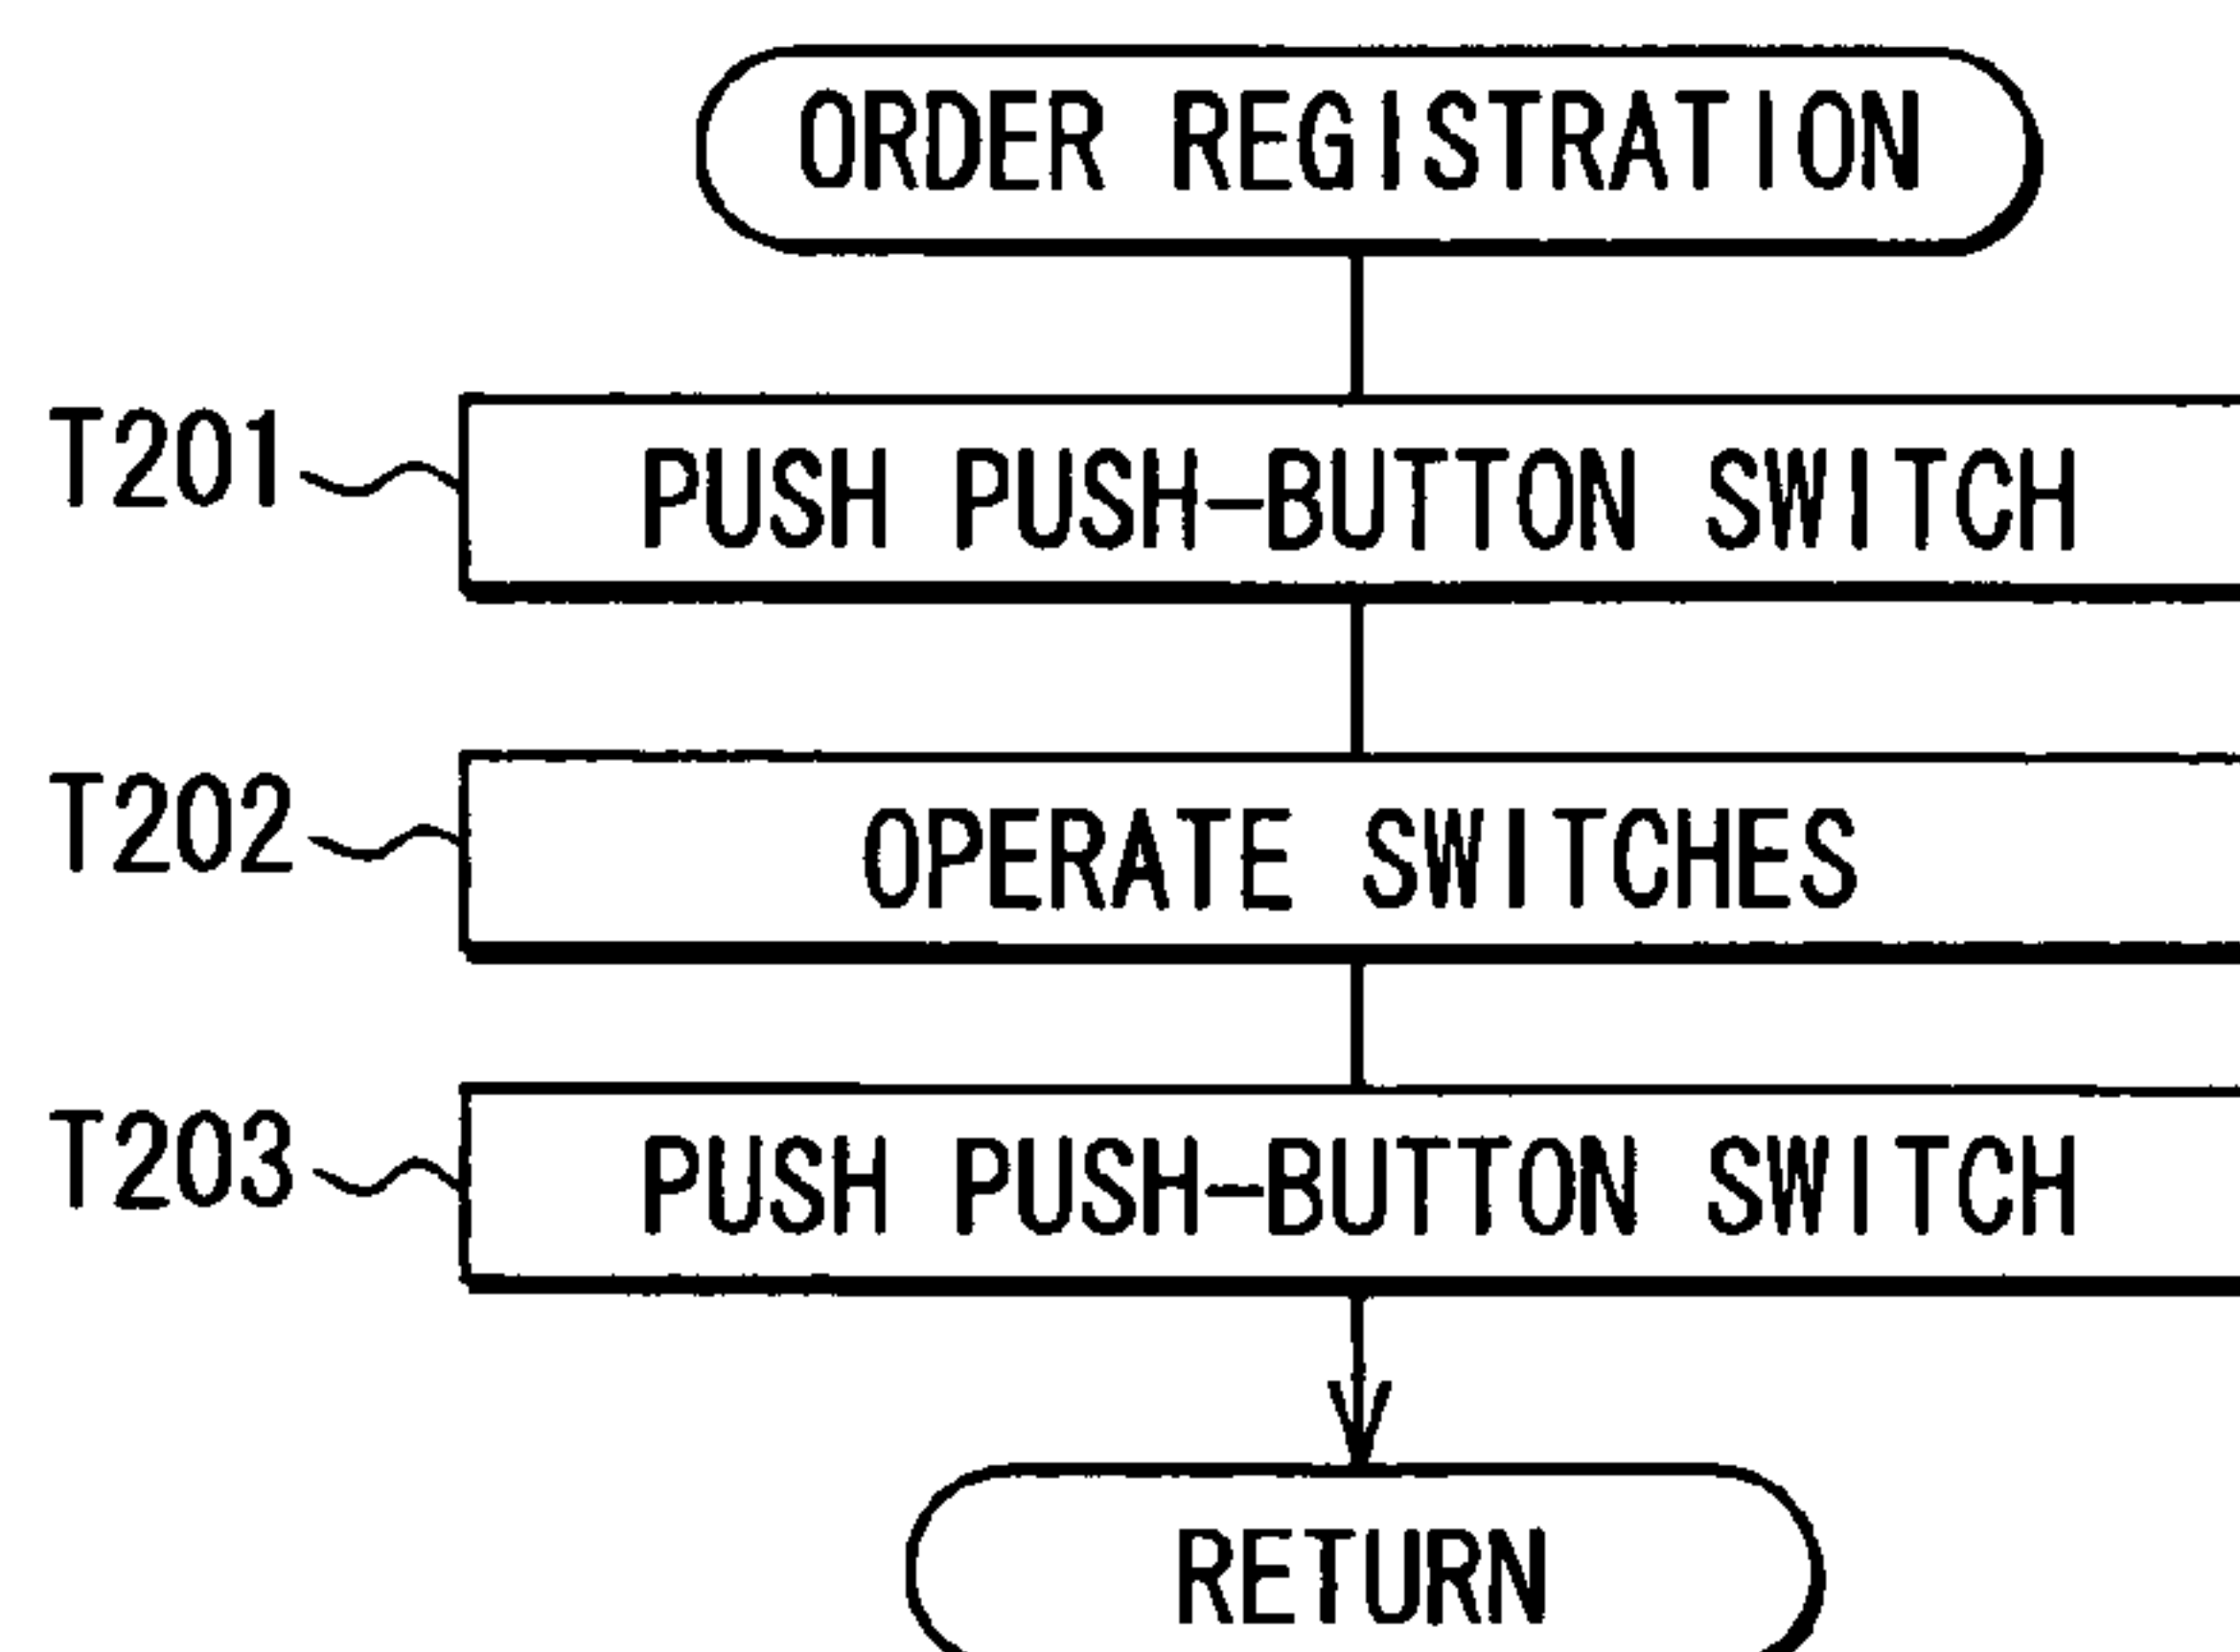 ORDER REGISTRATION
T201 PUSH PUSH-BUTTON SWITCH
T202 OPERATE SWITCHES
T203 PUSH PUSH-BUTTON SWITCH
RETURN